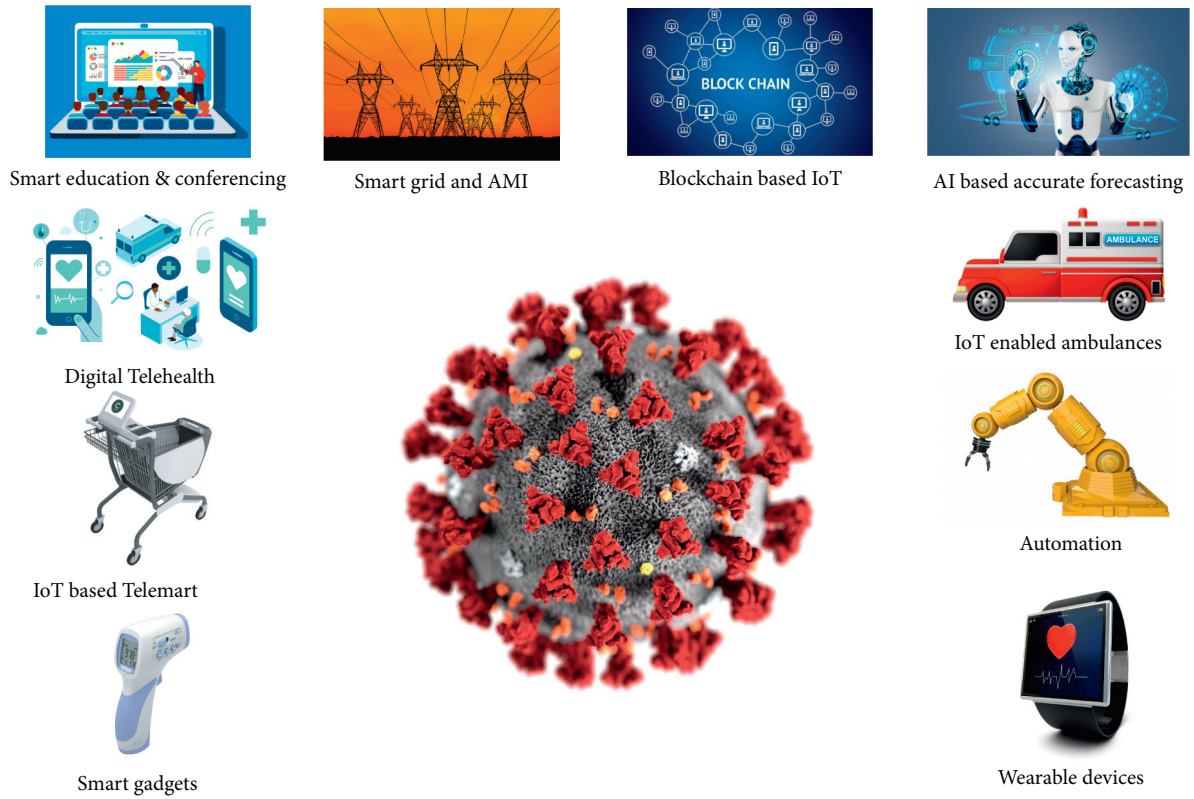 BLOCK CHAIN
Smart education & conferencing
Smart grid and AMI
Blockchain based IoT
AI based accurate forecasting
AMBULANCE
Digital Telehealth
IoT enabled ambulances
IoT based Telemart
Automation
Smart gadgets
Wearable devices